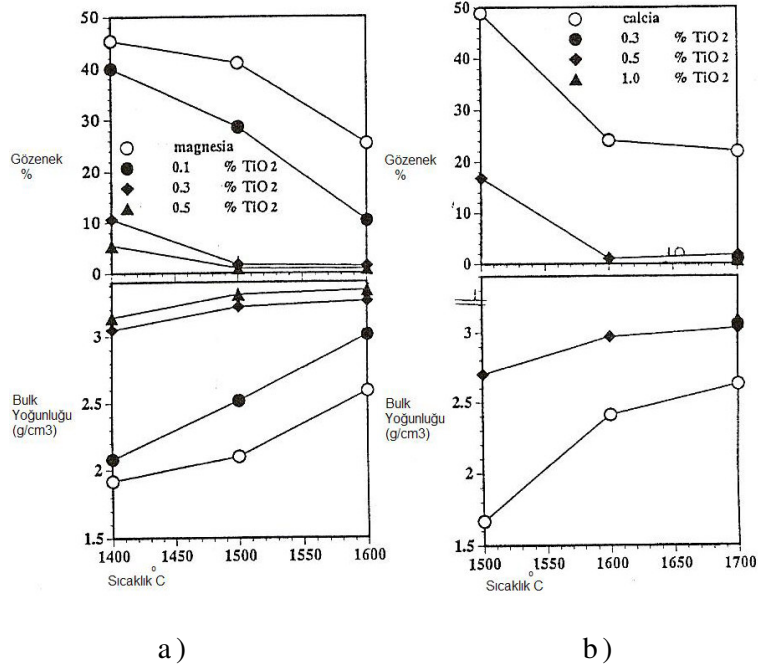 50
40
30
20
10
0
Gözenek
%
magnesia
0.1 % TiO 2
0.3 % TiO 2
0.5 % TiO 2
3
2.5
2
1.5
Bulk
Yoğunluğu
(g/cm3)
1400 1450 1500 1550 1600
Sıcaklık C
o
a)
50
40
30
20
10
0
Gözenek
%
calcia
0.3 % TiO 2
0.5 % TiO 2
1.0 % TiO 2
3
2.5
2
1.5
Bulk
Yoğunluğu
(g/cm3)
1500 1550 1600 1650 1700
Sıcaklık C
o
b)